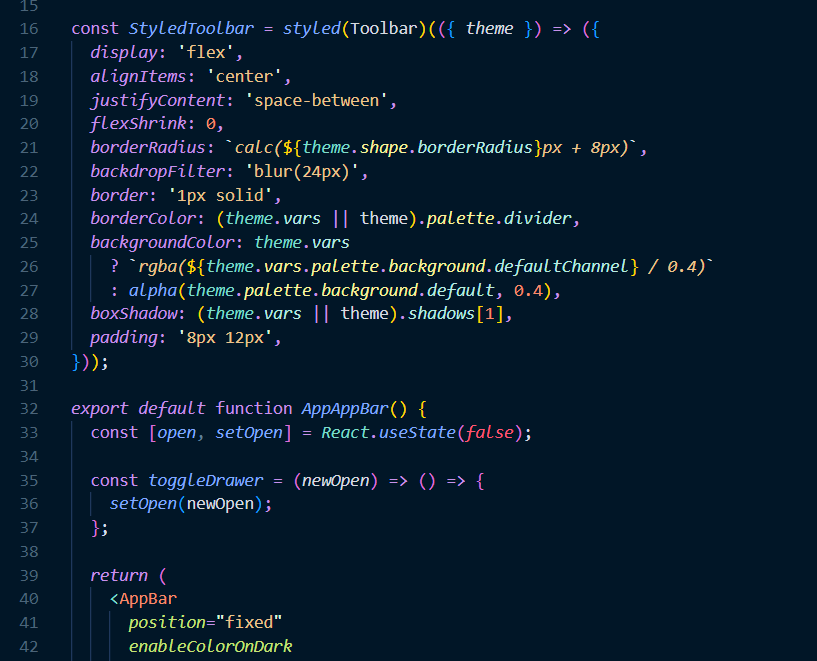 15
16 const StyledToolbar = styled(Toolbar)(({ theme }) => ({
17   display: 'flex',
18   alignItems: 'center',
19   justifyContent: 'space-between',
20   flexShrink: 0,
21   borderRadius: `calc(${theme.shape.borderRadius}px + 8px)`,
22   backdropFilter: 'blur(24px)',
23   border: '1px solid',
24   borderColor: (theme.vars || theme).palette.divider,
25   backgroundColor: theme.vars
26     ? `rgba(${theme.vars.palette.background.defaultChannel} / 0.4)`
27     : alpha(theme.palette.background.default, 0.4),
28   boxShadow: (theme.vars || theme).shadows[1],
29   padding: '8px 12px',
30 }));
31
32 export default function AppAppBar() {
33   const [open, setOpen] = React.useState(false);
34
35   const toggleDrawer = (newOpen) => () => {
36     setOpen(newOpen);
37   };
38
39   return (
40     <AppBar
41       position="fixed"
42       enableColorOnDark